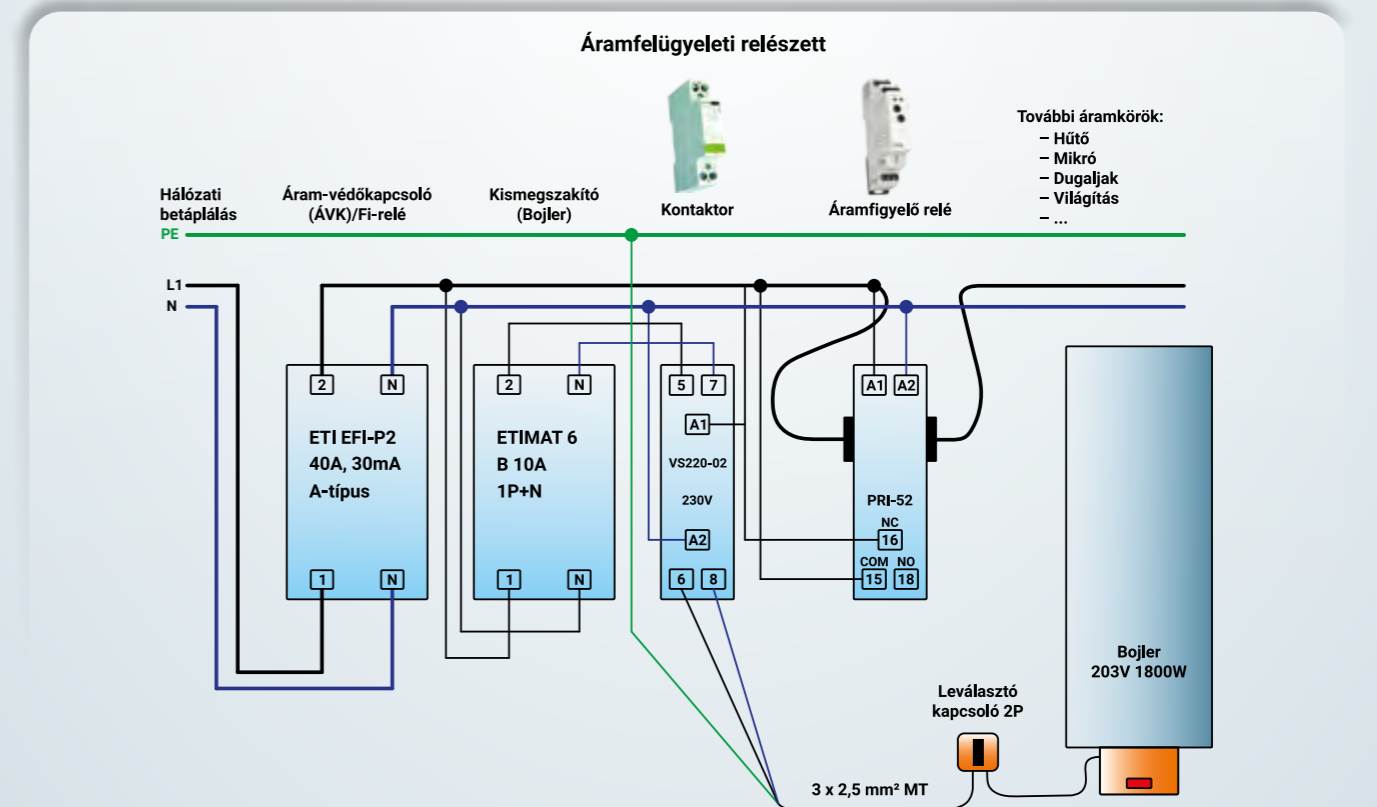 Áramfelügyeleti relészett
További áramkörök:
– Hűtő
– Mikró
– Dugaljak
– Világítás
– ...
Hálózati
betáplálás
Áram-védőkapcsoló
(ÁVK)/Fi-relé
Kismegszakító
(Bojler)
Kontaktor
Áramfigyelő relé
PE
L1
N
2
N
2
N
5
7
A1
A2
ETI EFI-P2
40A, 30mA
A-típus
ETIMAT 6
B 10A
1P+N
A1
VS220-02
230V
A2
PRI-52
NC
16
COM
NO
1
N
1
N
6
8
15
18
Bojler
203V 1800W
Leválasztó
kapcsoló 2P
3 x 2,5 mm² MT